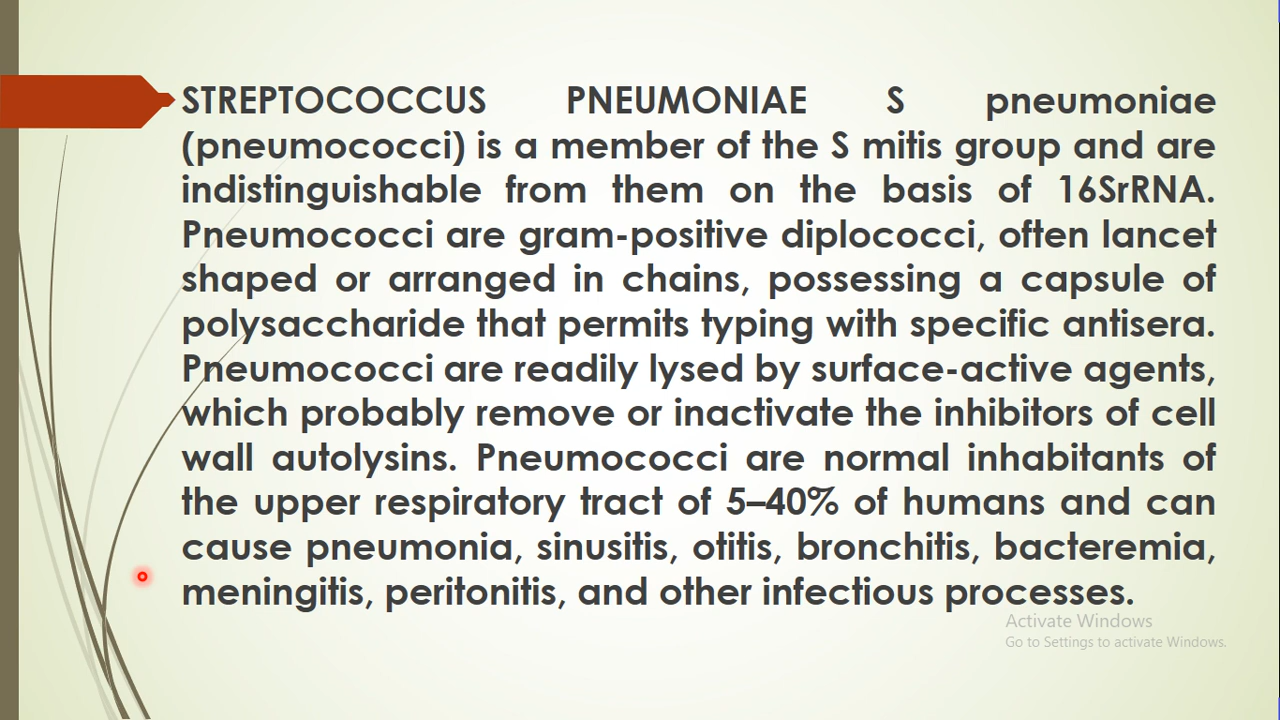 STREPTOCOCCUS PNEUMONIAE S pneumoniae
(pneumococci) is a member of the S mitis group and are
indistinguishable from them on the basis of 16SrRNA.
Pneumococci are gram-positive diplococci, often lancet
shaped or arranged in chains, possessing a capsule of
polysaccharide that permits typing with specific antisera.
Pneumococci are readily lysed by surface-active agents,
which probably remove or inactivate the inhibitors of cell
wall autolysins. Pneumococci are normal inhabitants of
the upper respiratory tract of 5–40% of humans and can
cause pneumonia, sinusitis, otitis, bronchitis, bacteremia,
meningitis, peritonitis, and other infectious processes.
Activate Windows
Go to Settings to activate Windows.